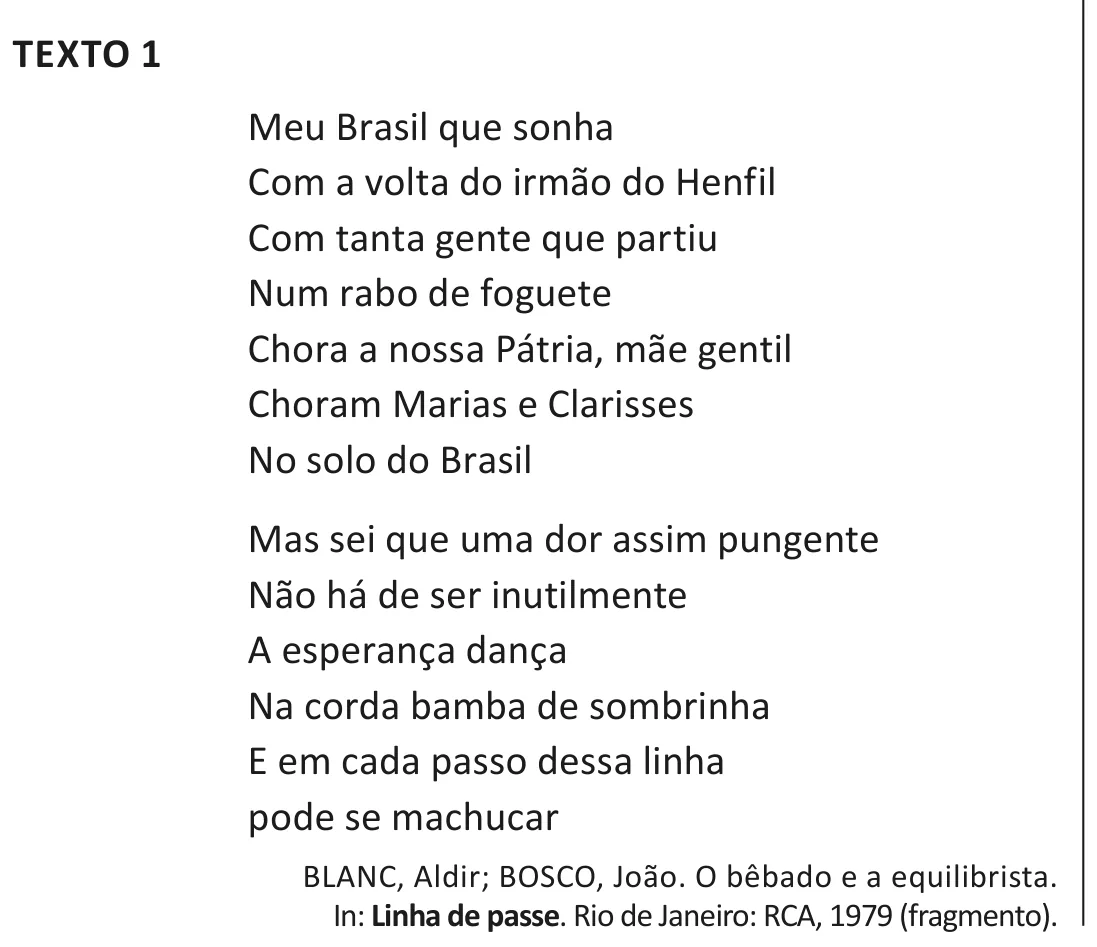 TEXTO 1
Meu Brasil que sonha
Com a volta do irmão do Henfil
Com tanta gente que partiu
Num rabo de foguete
Chora a nossa Pátria, mãe gentil
Choram Marias e Clarisses
No solo do Brasil
Mas sei que uma dor assim pungente
Não há de ser inutilmente
A esperança dança
Na corda bamba de sombrinha
E em cada passo dessa linha
pode se machucar
BLANC, Aldir; BOSCO, João. O bêbado e a equilibrista.
In: Linha de passe. Rio de Janeiro: RCA, 1979 (fragmento).